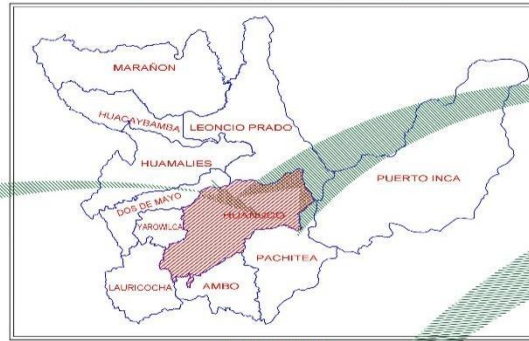 MARAÑON
HUACAYBAMBA
LEONCIO PRADO
HUAMALIES
PUERTO INCA
DOS DE MAYO
HUANUCO
YAROWILCA
PACHITEA
LAURICOCHA
AMBO